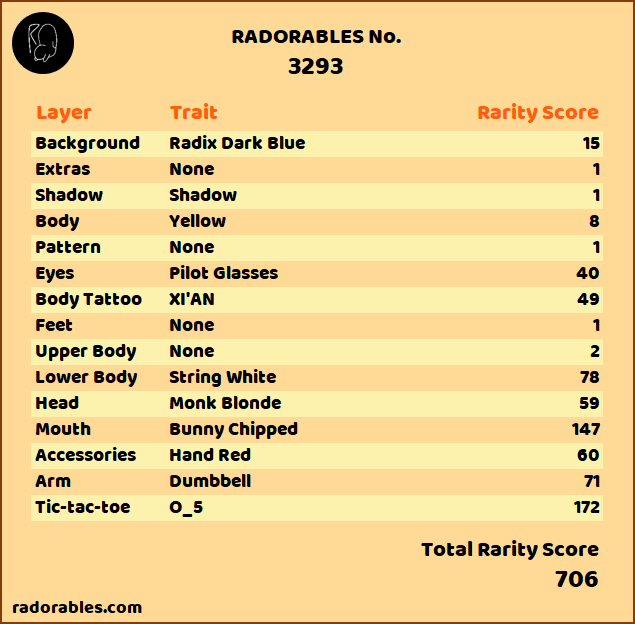 RADORABLES No.
3293
Layer Trait Rarity Score
Background Radix Dark Blue 15
Extras None 1
Shadow Shadow 1
Body Yellow 8
Pattern None 1
Eyes Pilot Glasses 40
Body Tattoo XI'AN 49
Feet None 1
Upper Body None 2
Lower Body String White 78
Head Monk Blonde 59
Mouth Bunny Chipped 147
Accessories Hand Red 60
Arm Dumbbell 71
Tic-tac-toe O_5 172
Total Rarity Score
706
radorables.com